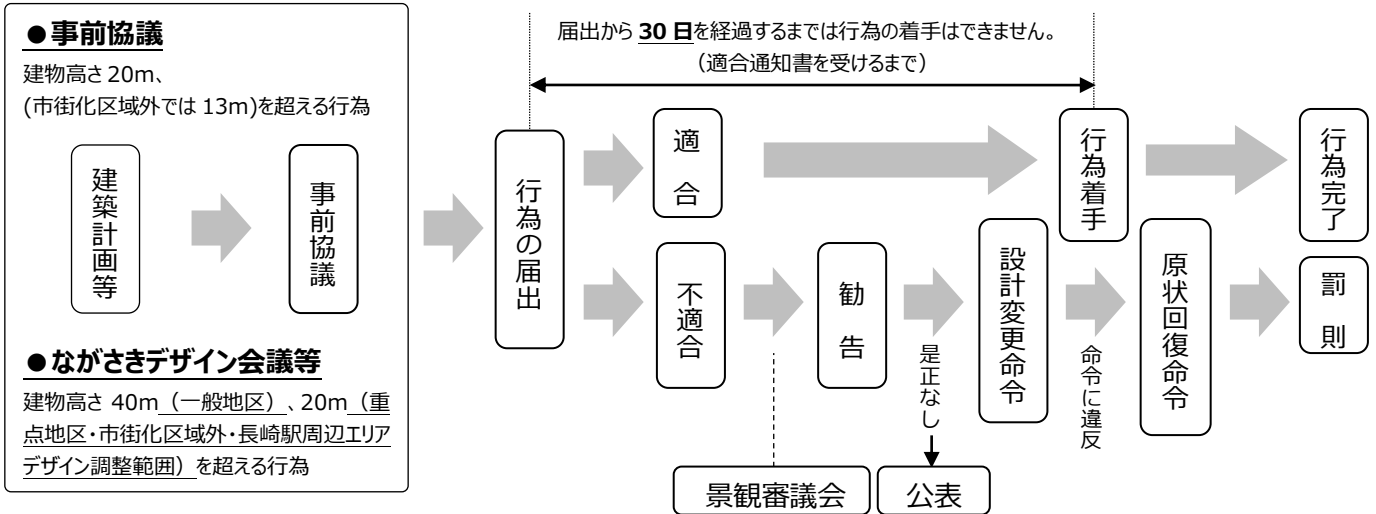 ●事前協議
建物高さ 20m、
(市街化区域外では 13m)を超える行為
建築計画等
事前協議
●ながさきデザイン会議等
建物高さ 40m（一般地区）、20m（重
点地区・市街化区域外・長崎駅周辺エリア
デザイン調整範囲）を超える行為
届出から 30 日を経過するまでは行為の着手はできません。
（適合通知書を受けるまで）
行為の届出
適合
行為着手
行為完了
不適合
勧告
是正なし
設計変更命令
命令に違反
原状回復命令
罰則
景観審議会
公表